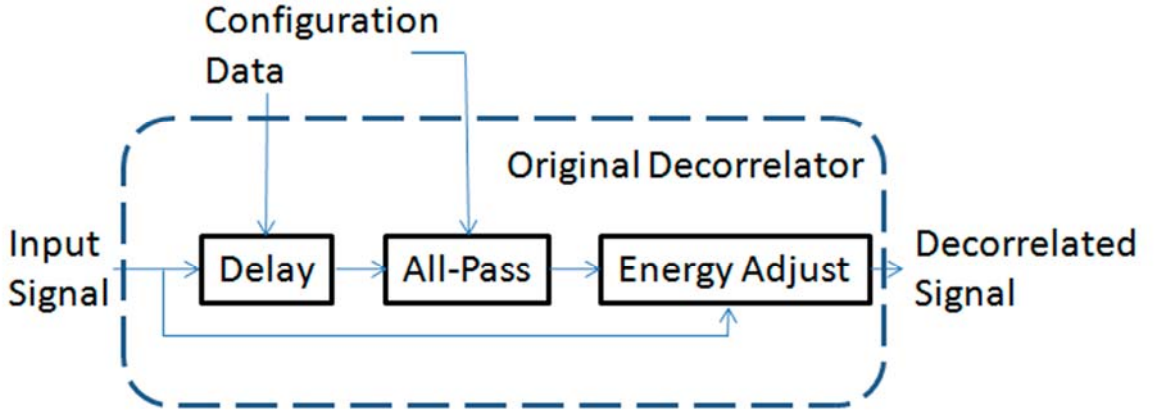 Configuration
Data
Original Decorrelator
Input
Signal
Delay
All-Pass
Energy Adjust
Decorrelated
Signal